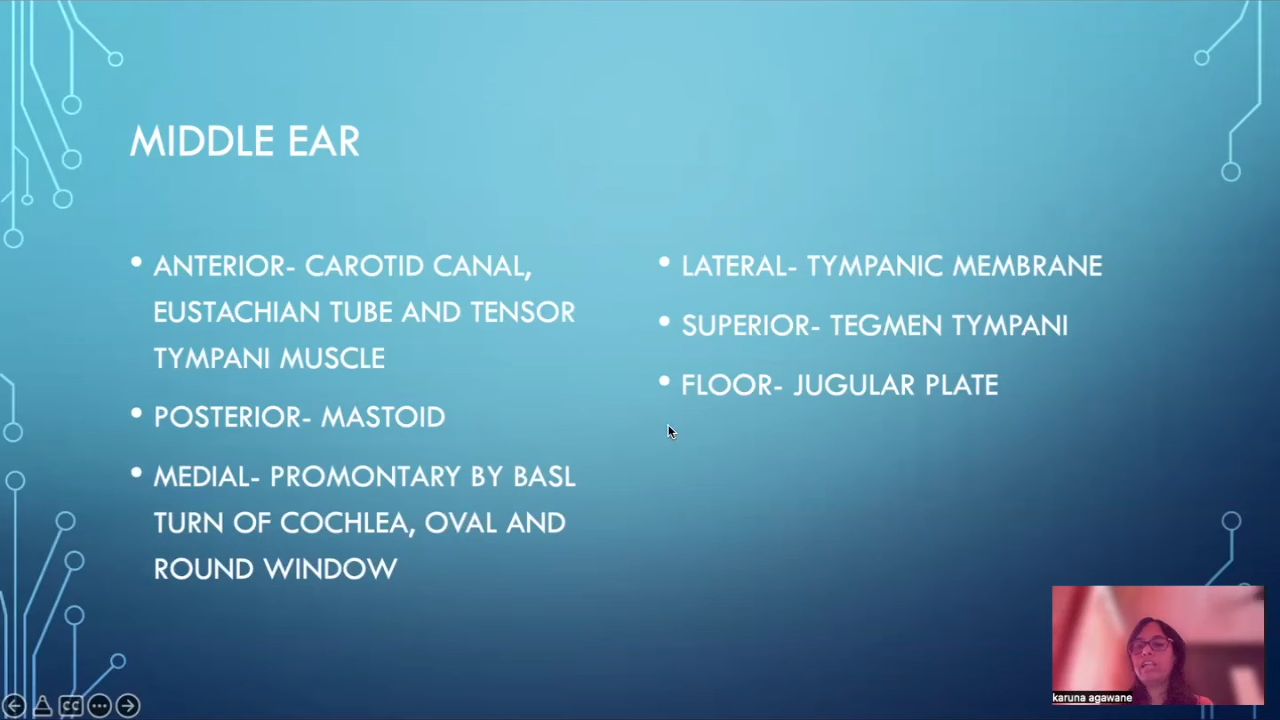 MIDDLE EAR
• ANTERIOR- CAROTID CANAL,
EUSTACHIAN TUBE AND TENSOR
TYMPANI MUSCLE
• POSTERIOR- MASTOID
• MEDIAL- PROMONTARY BY BASL
TURN OF COCHLEA, OVAL AND
ROUND WINDOW
• LATERAL- TYMPANIC MEMBRANE
• SUPERIOR- TEGMEN TYMPANI
• FLOOR- JUGULAR PLATE
karuna agawane
CC